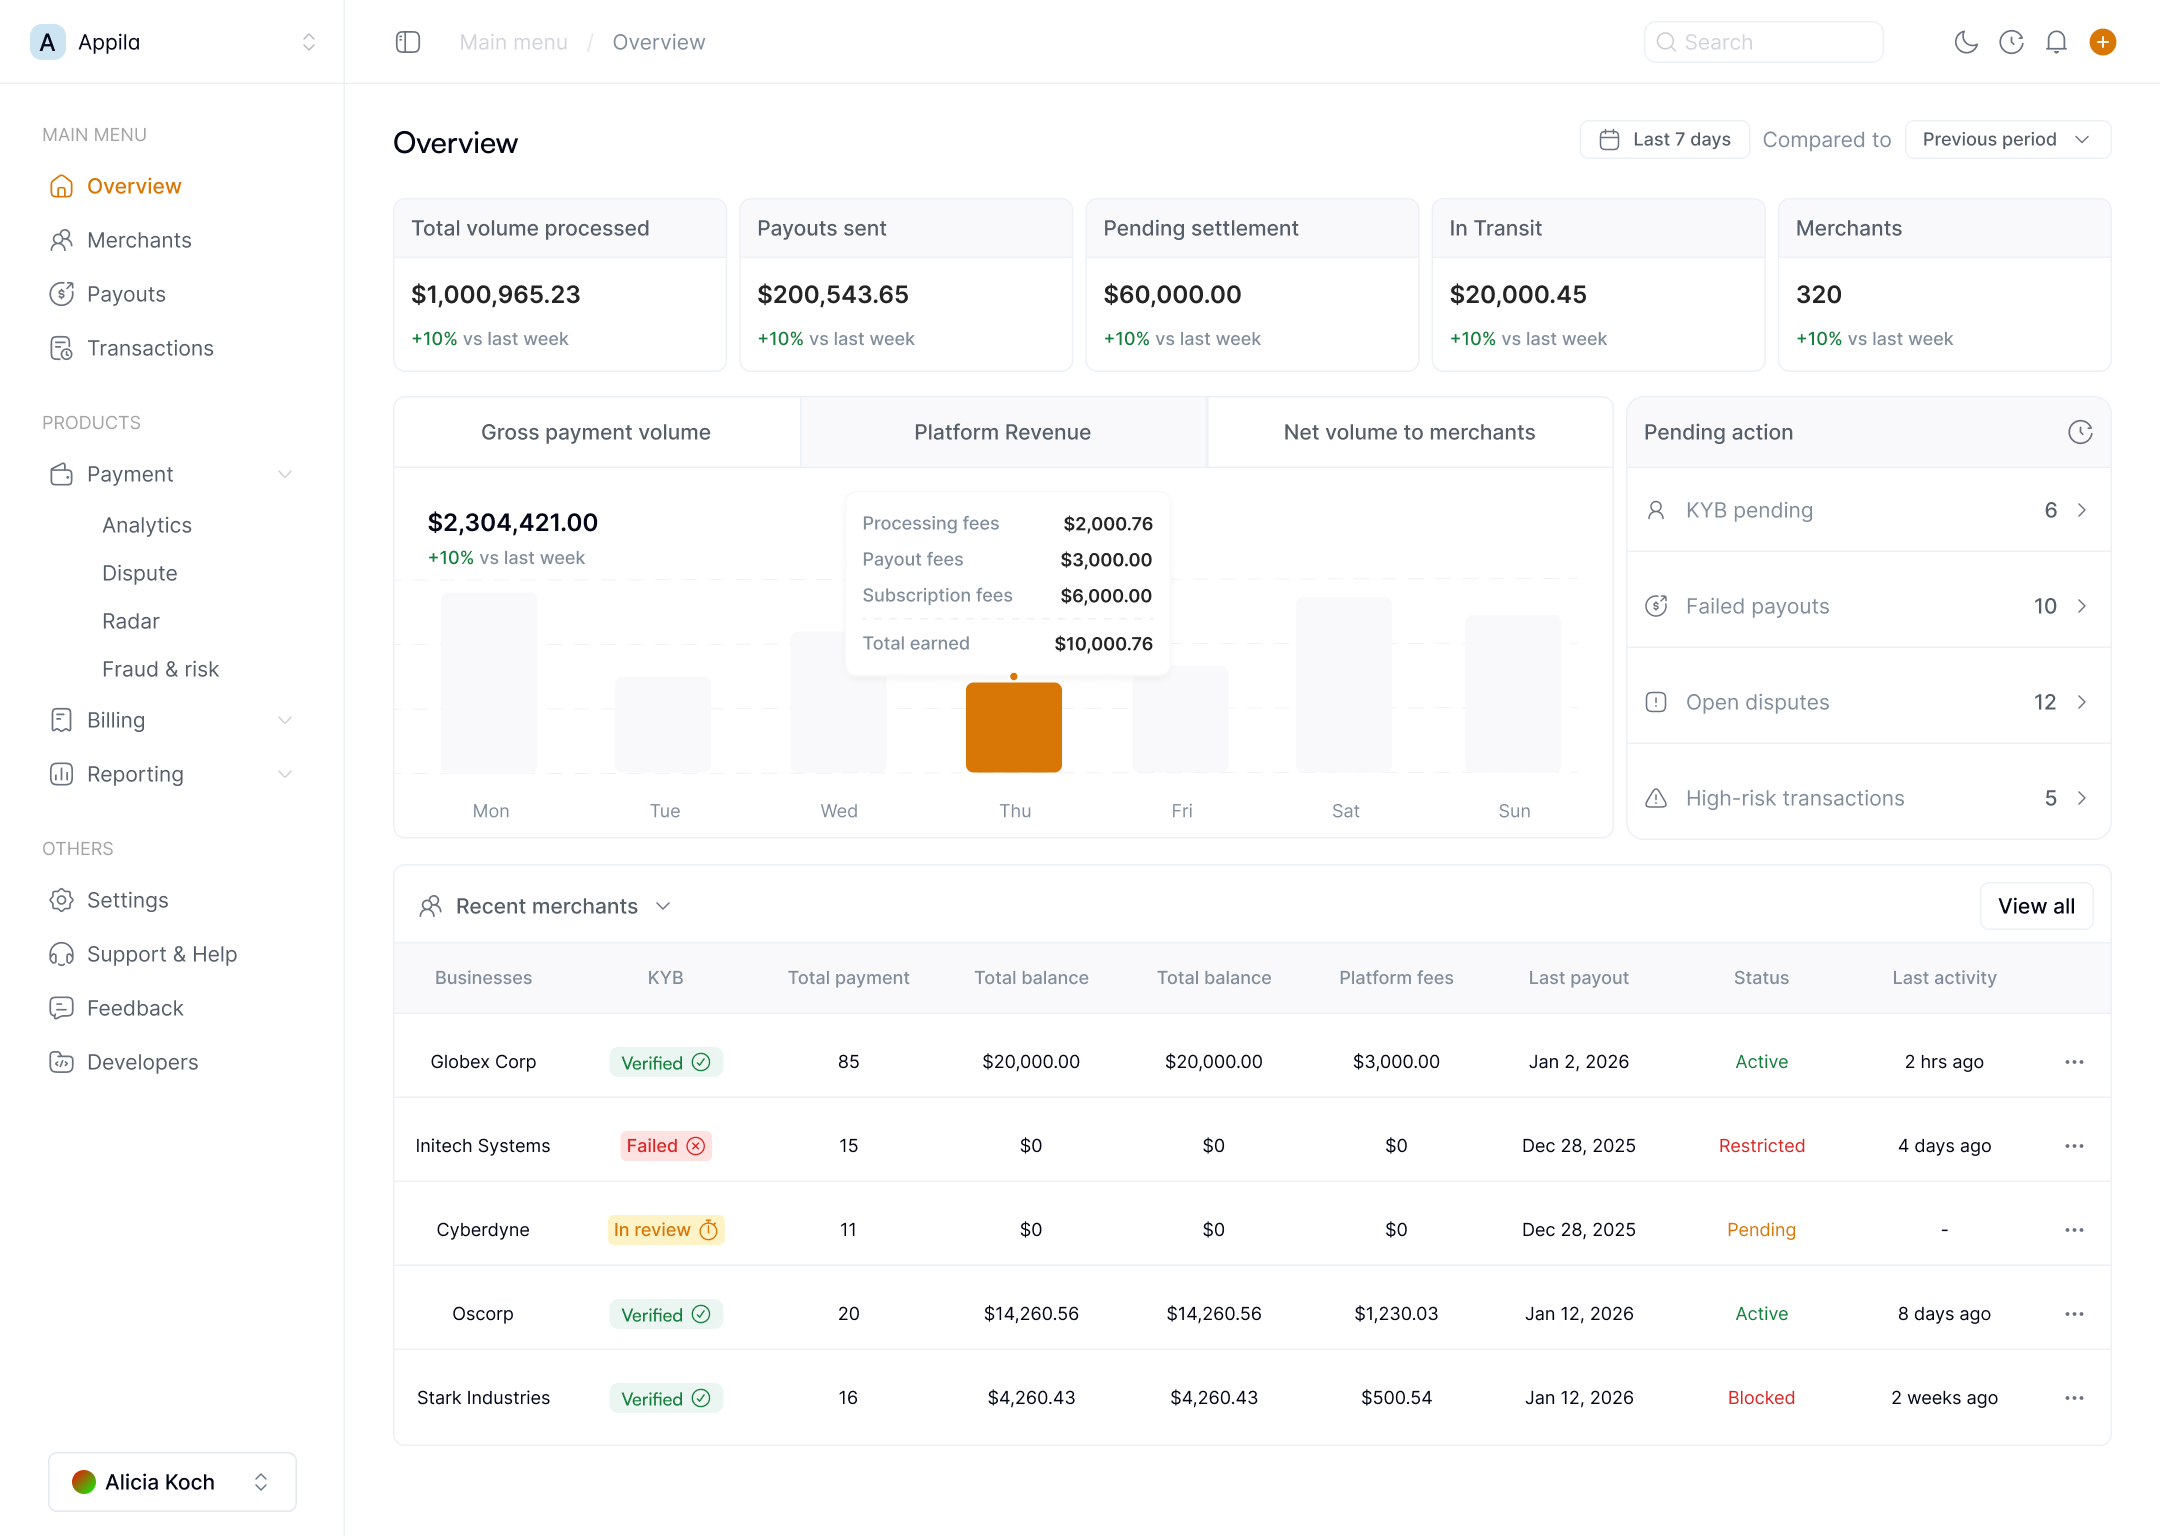 A Appila
Main menu / Overview
Search
MAIN MENU
Overview
Merchants
Payouts
Transactions
PRODUCTS
Payment
Analytics
Dispute
Radar
Fraud & risk
Billing
Reporting
OTHERS
Settings
Support & Help
Feedback
Developers
Alicia Koch
Overview
Last 7 days Compared to Previous period
Total volume processed
$1,000,965.23
+10% vs last week
Payouts sent
$200,543.65
+10% vs last week
Pending settlement
$60,000.00
+10% vs last week
In Transit
$20,000.45
+10% vs last week
Merchants
320
+10% vs last week
Gross payment volume Platform Revenue Net volume to merchants
$2,304,421.00
+10% vs last week
Processing fees $2,000.76
Payout fees $3,000.00
Subscription fees $6,000.00
Total earned $10,000.76
Mon Tue Wed Thu Fri Sat Sun
Pending action
KYB pending 6
Failed payouts 10
Open disputes 12
High-risk transactions 5
Recent merchants View all
Businesses KYB Total payment Total balance Total balance Platform fees Last payout Status Last activity
Globex Corp Verified 85 $20,000.00 $20,000.00 $3,000.00 Jan 2, 2026 Active 2 hrs ago
Initech Systems Failed 15 $0 $0 $0 Dec 28, 2025 Restricted 4 days ago
Cyberdyne In review 11 $0 $0 $0 Dec 28, 2025 Pending -
Oscorp Verified 20 $14,260.56 $14,260.56 $1,230.03 Jan 12, 2026 Active 8 days ago
Stark Industries Verified 16 $4,260.43 $4,260.43 $500.54 Jan 12, 2026 Blocked 2 weeks ago